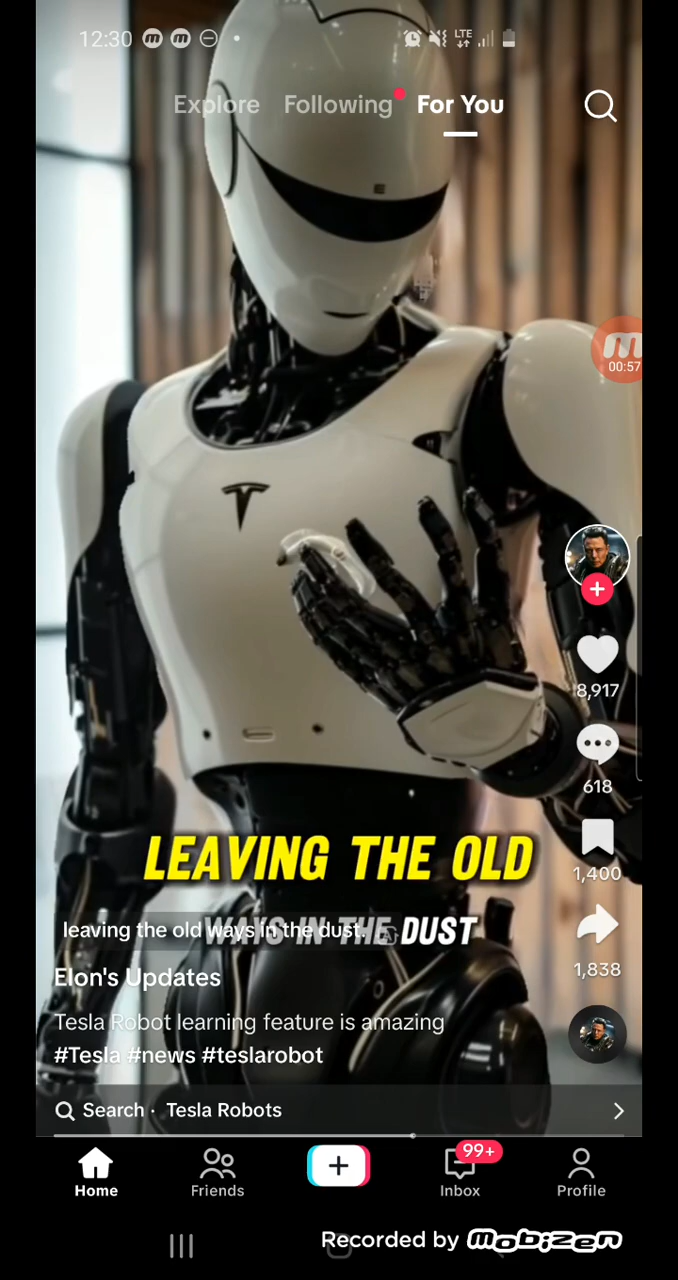 12:30
LTE
Explore Following For You
00:57
8,917
618
LEAVING THE OLD
1,400
leaving the old ways in the dust.
WAYS IN THE DUST
1,838
Elon's Updates
Tesla Robot learning feature is amazing
#Tesla #news #teslarobot
Search · Tesla Robots
99+
Home Friends Inbox Profile
Recorded by mobizen